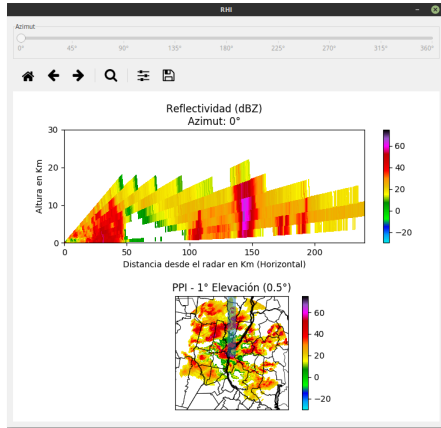 RHI
Azimut
0° 45° 90° 135° 180° 225° 270° 315° 360°
Reflectividad (dBZ)
Azimut: 0°
30
20
10
0
Altura en Km
0 50 100 150 200
Distancia desde el radar en Km (Horizontal)
60
40
20
0
−20
PPI - 1° Elevación (0.5°)
60
40
20
0
−20